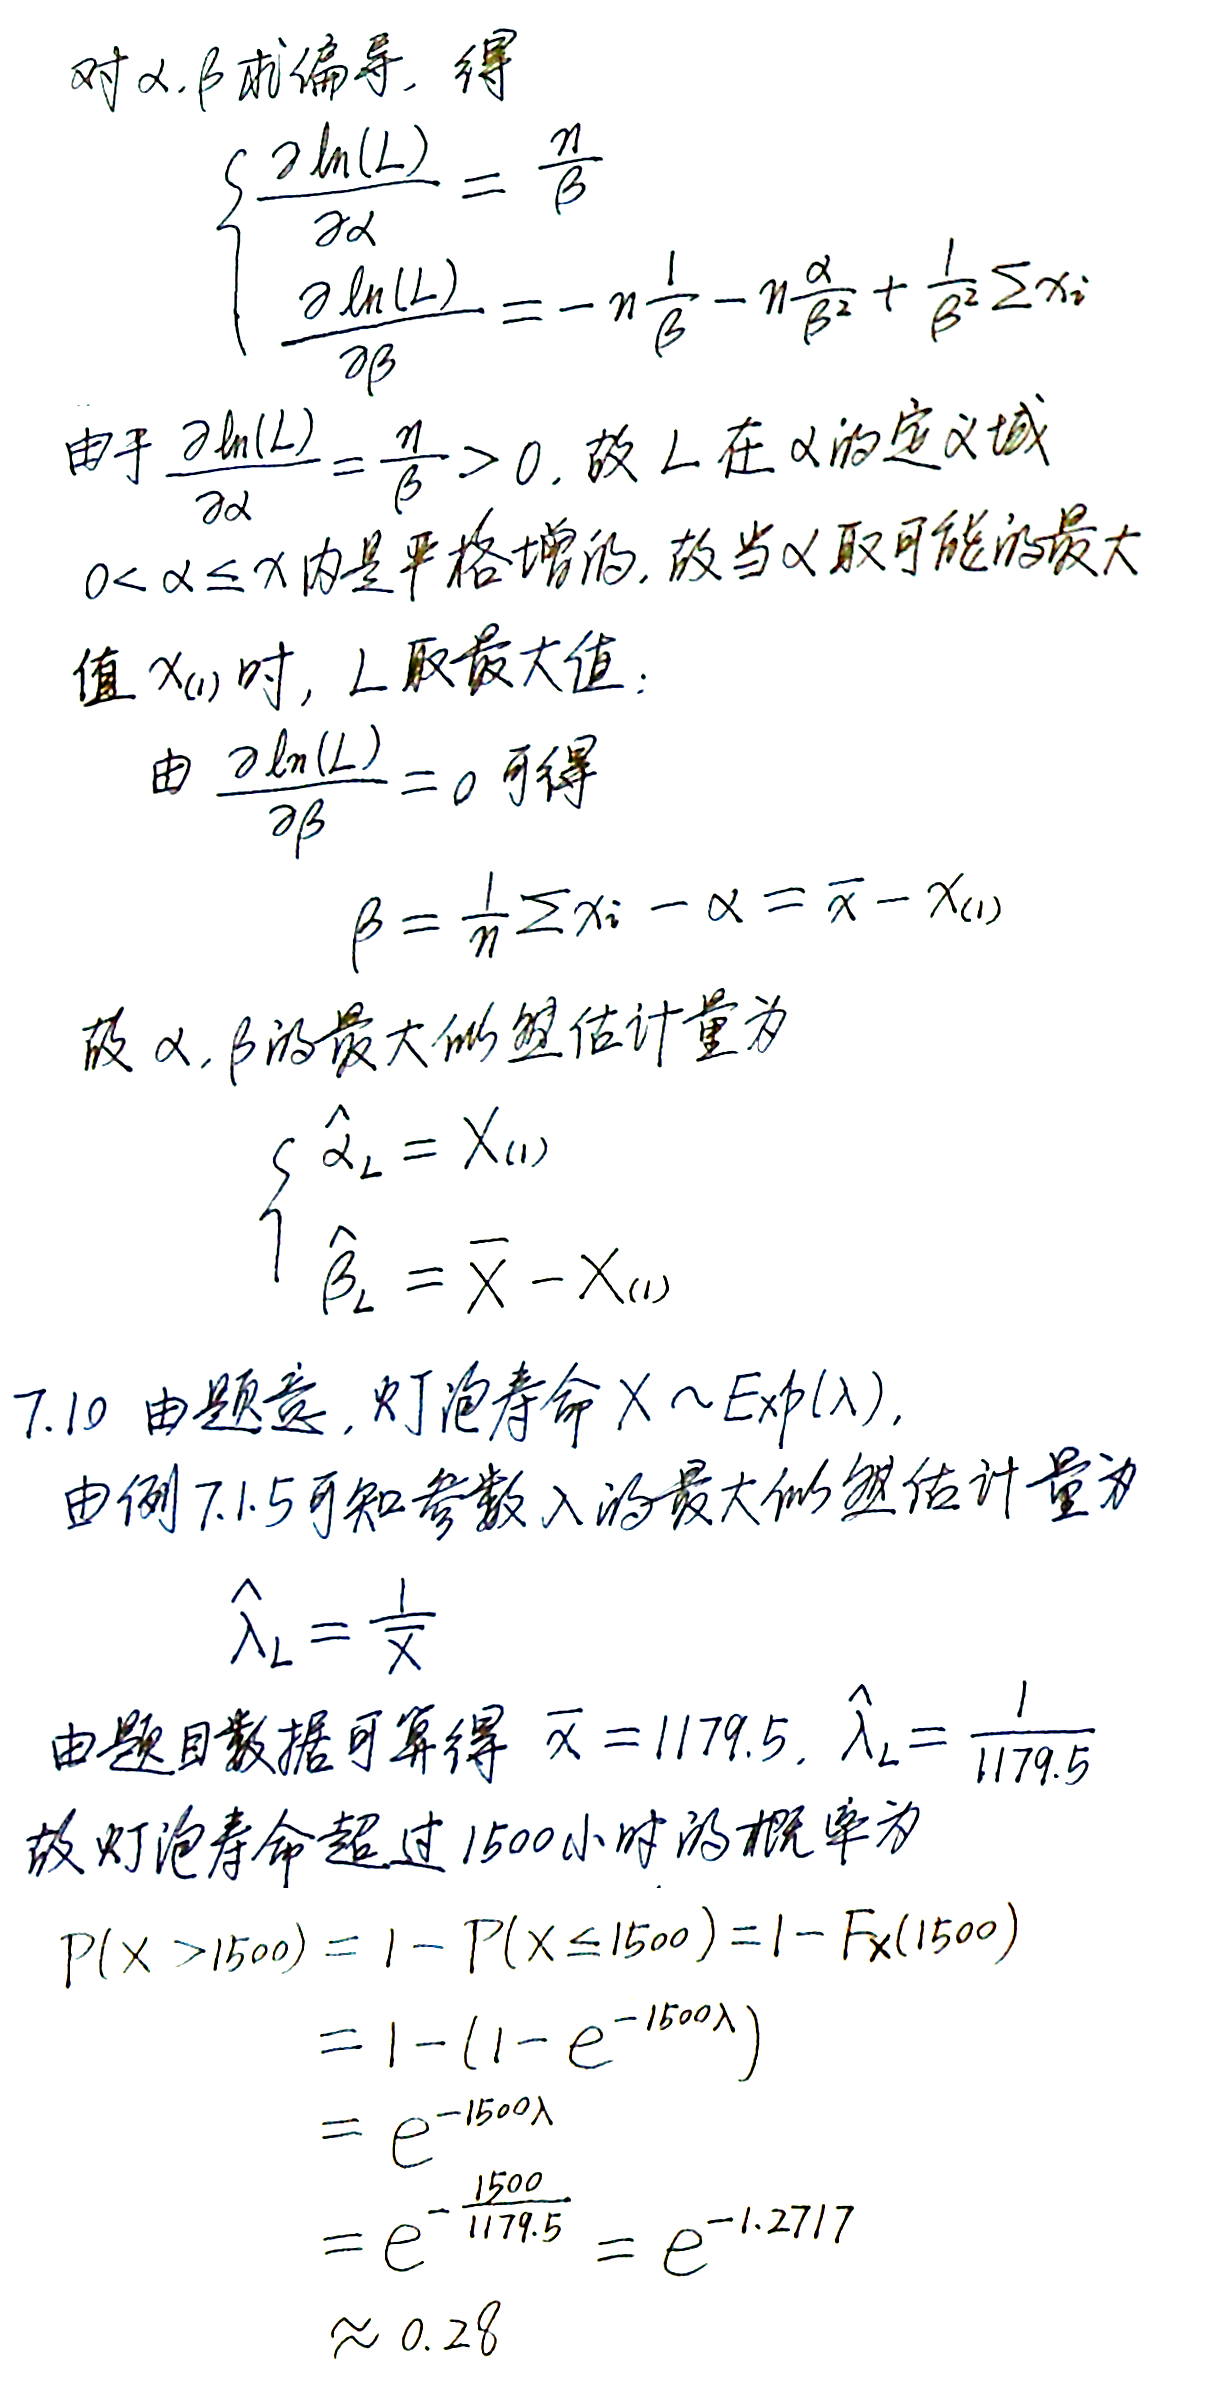 对α.β求偏导, 得
{ ∂ln(L)/∂α = n/β
∂ln(L)/∂β = -n 1/β - n α/β² + 1/β² Σxi
由于 ∂ln(L)/∂α = n/β > 0, 故 L 在 α的定义域
0<α≤x内是严格增的, 故当α取可能的最大
值 x(1) 时, L 取最大值;
由 ∂ln(L)/∂β = 0 可得
β = 1/n Σxi - α = x̄ - x(1)
故 α, β的最大似然估计量为
{ α̂L = X(1)
β̂L = X̄ - X(1)
7.10 由题意, 灯泡寿命 X ~ Exp(λ),
由例7.1.5可知参数λ的最大似然估计量为
λ̂L = 1/X̄
由题目数据可算得 x̄ = 1179.5, λ̂L = 1/1179.5
故灯泡寿命超过1500小时的概率为
P(X>1500) = 1 - P(X≤1500) = 1 - Fx(1500)
= 1 - (1 - e^{-1500λ})
= e^{-1500λ}
= e^{-1500/1179.5} = e^{-1.2717}
≈ 0.28